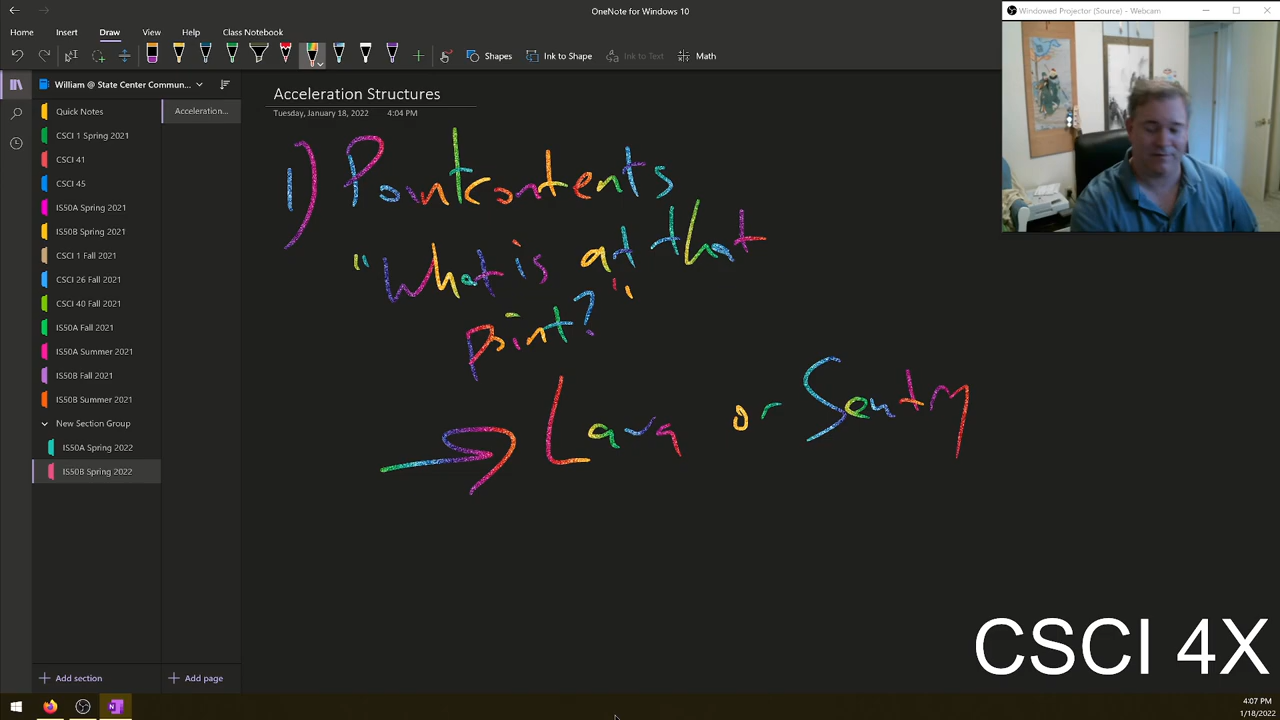 OneNote for Windows 10
Windowed Projector (Source) - Webcam
Home Insert Draw View Help Class Notebook
Shapes Ink to Shape Ink to Text Math
William @ State Center Commun...
Quick Notes
CSCI 1 Spring 2021
CSCI 41
CSCI 45
IS50A Spring 2021
IS50B Spring 2021
CSCI 1 Fall 2021
CSCI 26 Fall 2021
CSCI 40 Fall 2021
IS50A Fall 2021
IS50A Summer 2021
IS50B Fall 2021
IS50B Summer 2021
New Section Group
IS50A Spring 2022
IS50B Spring 2022
Add section
Acceleration...
Add page
Acceleration Structures
Tuesday, January 18, 2022 4:04 PM
1) Pointcontents
"What is at that
point?"
Lava or Sentry
CSCI 4X
4:07 PM
1/18/2022